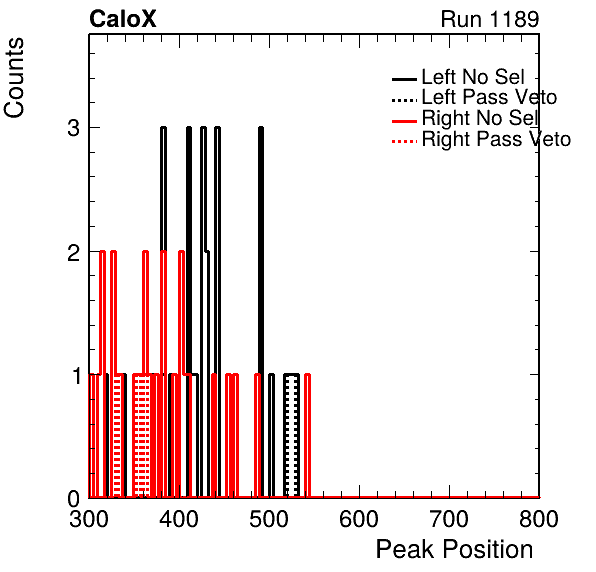 CaloX Run 1189
Counts
Left No Sel
Left Pass Veto
Right No Sel
Right Pass Veto
3
2
1
0
300 400 500 600 700 800
Peak Position